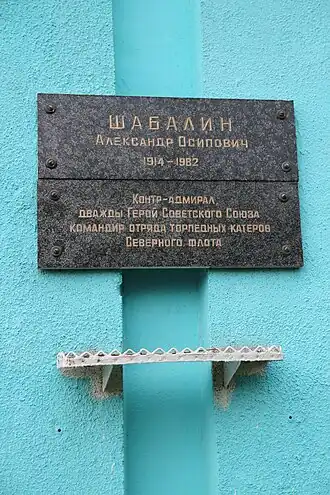 ШАБАЛИН
АЛЕКСАНДР ОСИПОВИЧ
1914-1982
КОНТР-АДМИРАЛ
ДВАЖДЫ ГЕРОЙ СОВЕТСКОГО СОЮЗА
КОМАНДИР ОТРЯДА ТОРПЕДНЫХ КАТЕРОВ
СЕВЕРНОГО ФЛОТА